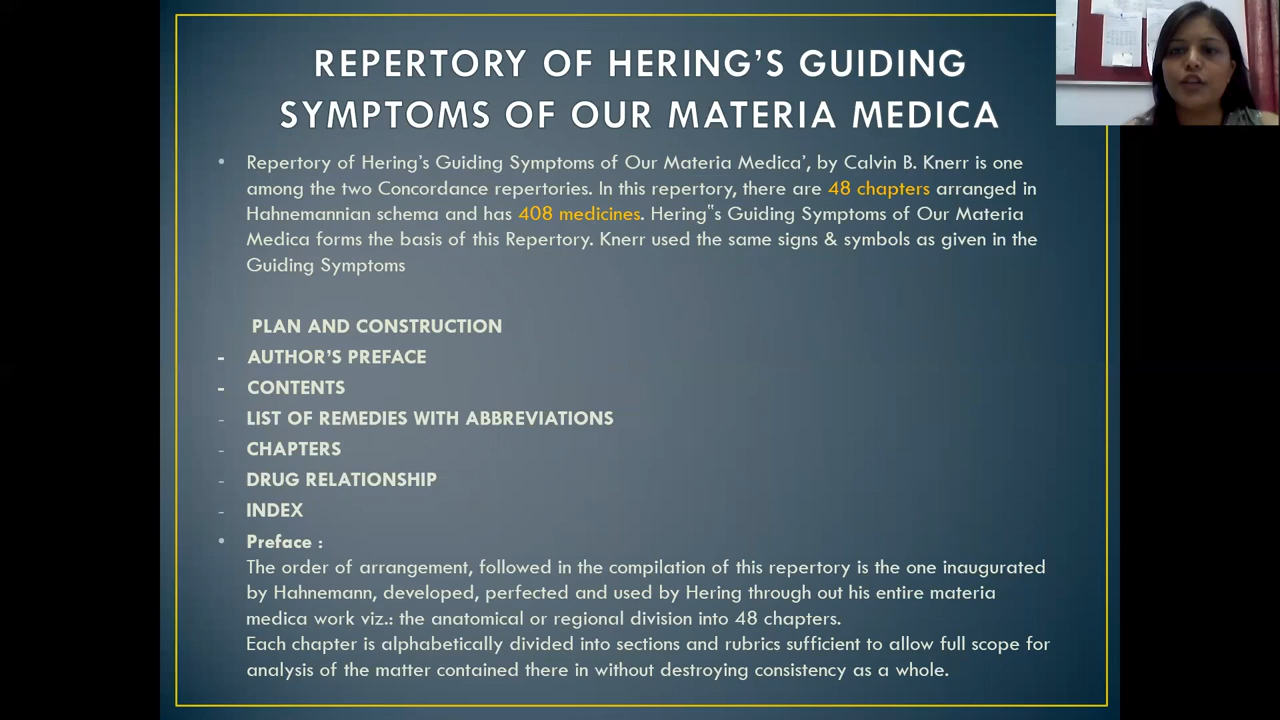 REPERTORY OF HERING’S GUIDING
SYMPTOMS OF OUR MATERIA MEDICA
• Repertory of Hering’s Guiding Symptoms of Our Materia Medica’, by Calvin B. Knerr is one
among the two Concordance repertories. In this repertory, there are 48 chapters arranged in
Hahnemannian schema and has 408 medicines. Hering‟s Guiding Symptoms of Our Materia
Medica forms the basis of this Repertory. Knerr used the same signs & symbols as given in the
Guiding Symptoms
PLAN AND CONSTRUCTION
- AUTHOR’S PREFACE
- CONTENTS
- LIST OF REMEDIES WITH ABBREVIATIONS
- CHAPTERS
- DRUG RELATIONSHIP
- INDEX
• Preface :
The order of arrangement, followed in the compilation of this repertory is the one inaugurated
by Hahnemann, developed, perfected and used by Hering through out his entire materia
medica work viz.: the anatomical or regional division into 48 chapters.
Each chapter is alphabetically divided into sections and rubrics sufficient to allow full scope for
analysis of the matter contained there in without destroying consistency as a whole.